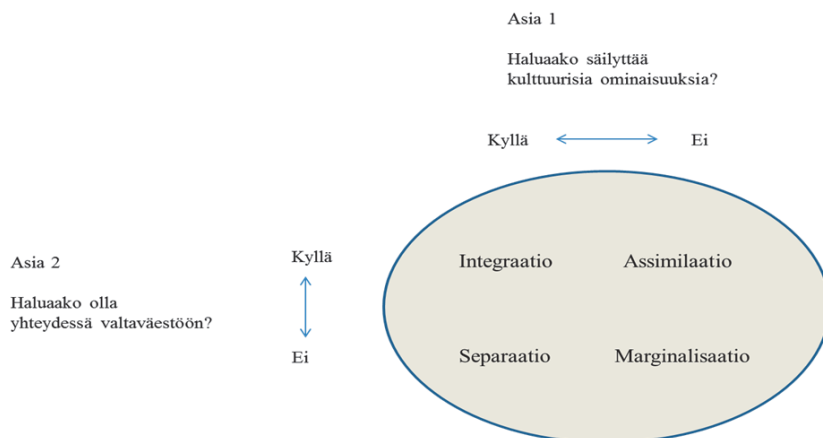 Asia 1
Haluaako säilyttää
kulttuurisia ominaisuuksia?
Kyllä
Ei
Asia 2
Haluaako olla
yhteydessä valtaväestöön?
Kyllä
Ei
Integraatio
Assimilaatio
Separaatio
Marginalisaatio